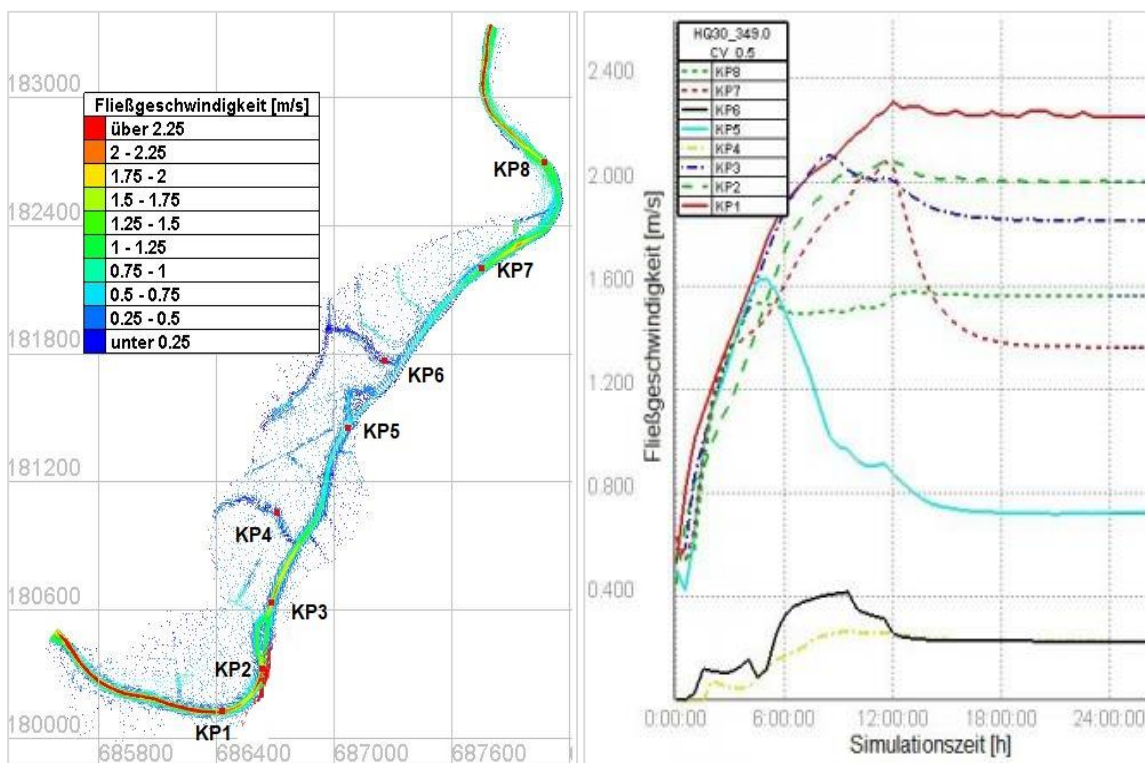 183000
182400
181800
181200
180600
180000
685800
686400
687000
687600
Fließgeschwindigkeit [m/s]
über 2.25
2 - 2.25
1.75 - 2
1.5 - 1.75
1.25 - 1.5
1 - 1.25
0.75 - 1
0.5 - 0.75
0.25 - 0.5
unter 0.25
KP8
KP7
KP6
KP5
KP4
KP3
KP2
KP1
HQ30_349.0
CV_0.5
KP8
KP7
KP6
KP5
KP4
KP3
KP2
KP1
Fließgeschwindigkeit [m/s]
2.400
2.000
1.600
1.200
0.800
0.400
0:00:00
6:00:00
12:00:00
18:00:00
24:00:00
Simulationszeit [h]